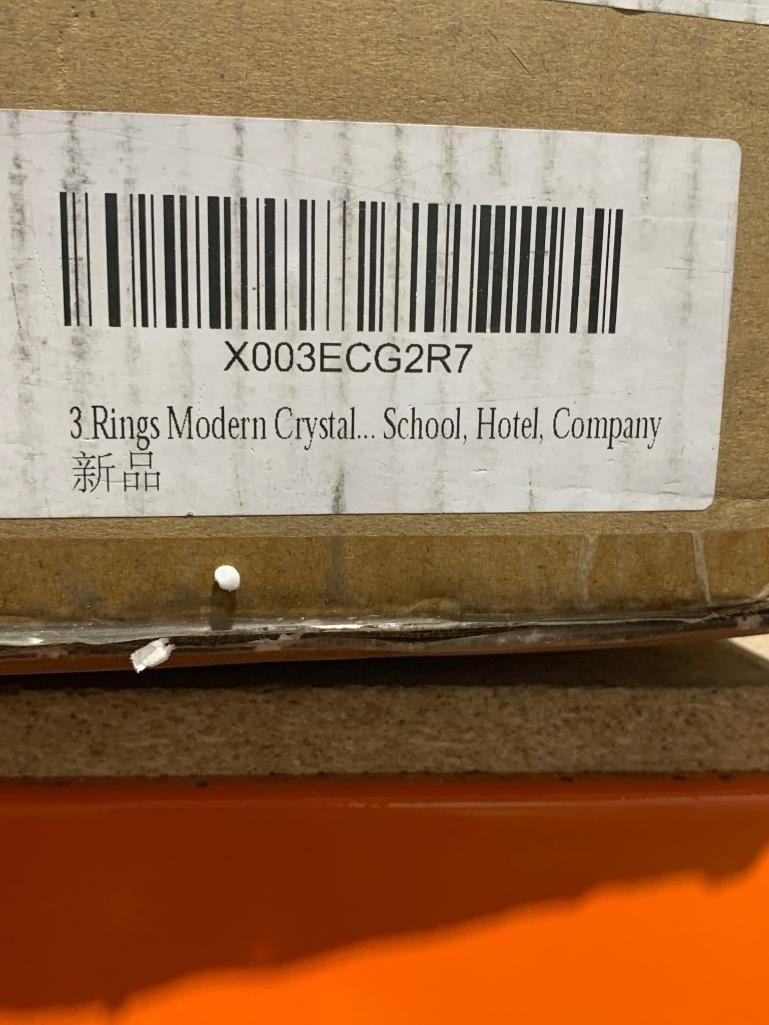 X003ECG2R7
3 Rings Modern Crystal... School, Hotel, Company
新品